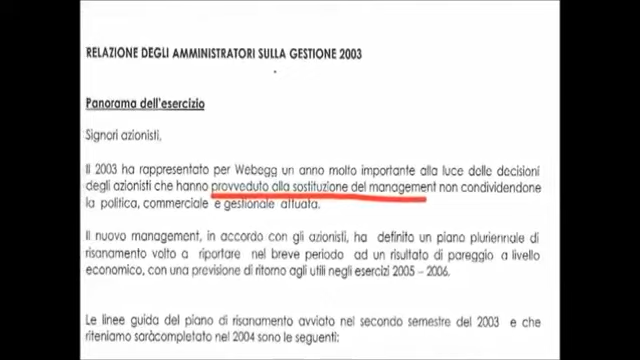 RELAZIONE DEGLI AMMINISTRATORI SULLA GESTIONE 2003
Panorama dell'esercizio
Signori azionisti,
Il 2003 ha rappresentato per Webegg un anno molto importante alla luce delle decisioni
degli azionisti che hanno provveduto alla sostituzione del management non condividendone
la politica, commerciale e gestionale attuata.
Il nuovo management, in accordo con gli azionisti, ha definito un piano pluriennale di
risanamento volto a riportare nel breve periodo ad un risultato di pareggio a livello
economico, con una previsione di ritorno agli utili negli esercizi 2005 – 2006.
Le linee guida del piano di risanamento avviato nel secondo semestre del 2003 e che
riteniamo saràcompletato nel 2004 sono le seguenti: